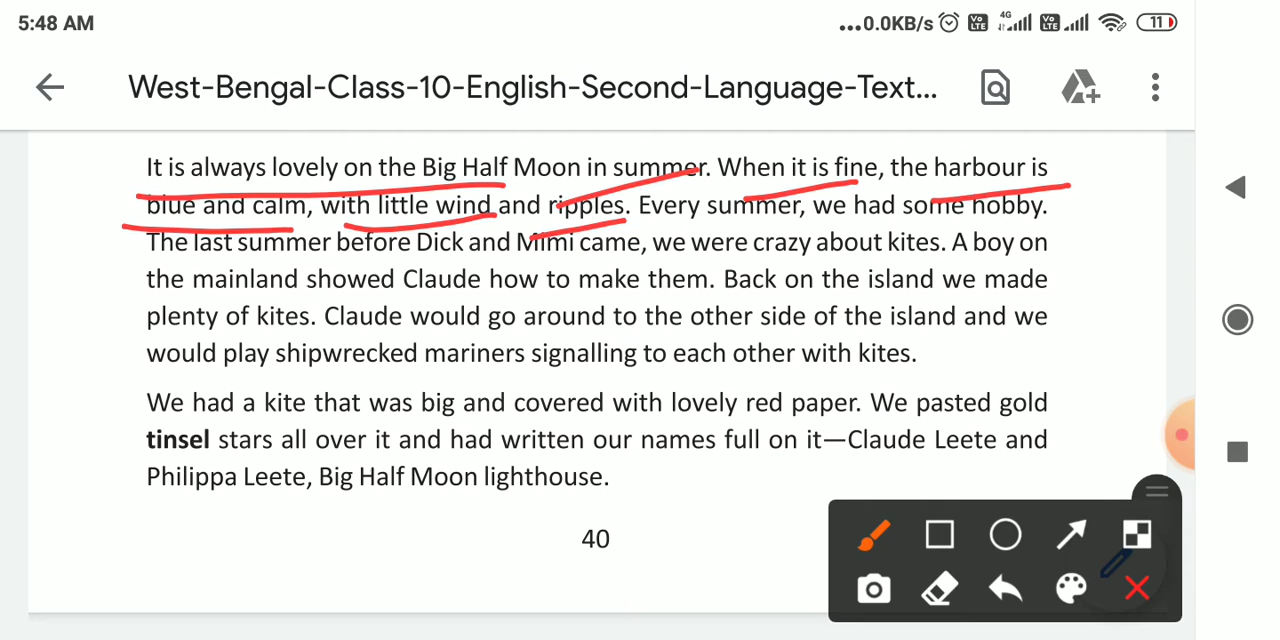 5:48 AM
...0.0KB/s Vo LTE 4G Vo LTE 11
West-Bengal-Class-10-English-Second-Language-Text...
It is always lovely on the Big Half Moon in summer. When it is fine, the harbour is
blue and calm, with little wind and ripples. Every summer, we had some hobby.
The last summer before Dick and Mimi came, we were crazy about kites. A boy on
the mainland showed Claude how to make them. Back on the island we made
plenty of kites. Claude would go around to the other side of the island and we
would play shipwrecked mariners signalling to each other with kites.
We had a kite that was big and covered with lovely red paper. We pasted gold
tinsel stars all over it and had written our names full on it—Claude Leete and
Philippa Leete, Big Half Moon lighthouse.
40